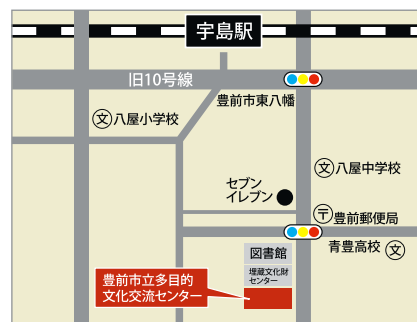 宇島駅
旧10号線
豊前市東八幡
文八屋小学校
文八屋中学校
セブン
イレブン
〒豊前郵便局
青豊高校文
図書館
埋蔵文化財
センター
豊前市立多目的
文化交流センター